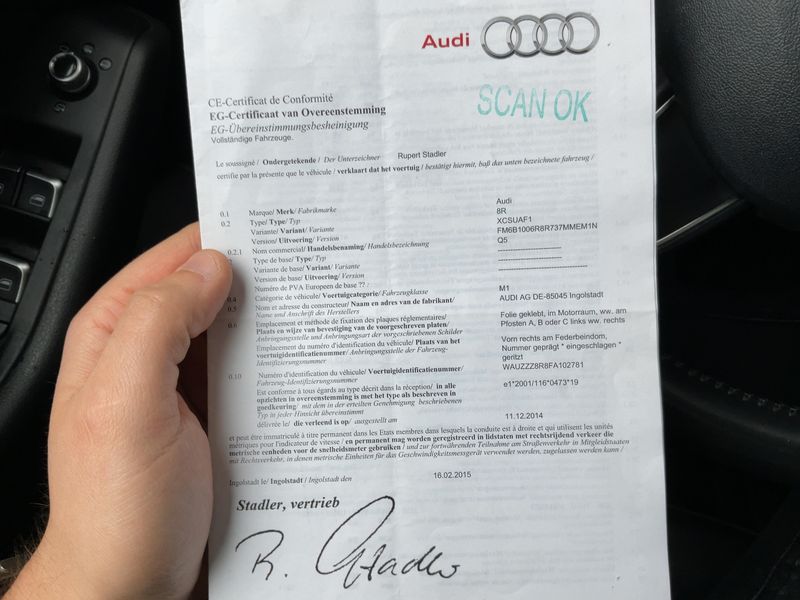 Audi
SCAN OK
CE-Certificat de Conformité
EG-Certificaat van Overeenstemming
EG-Übereinstimmungsbesheinigung
Vollständige Fahrzeuge.
Le soussigné / Ondergetekende / Der Unterzeichner Rupert Stadler
certifie par la présente que le véhicule / verklaart dat het voertuig / bestätigt hiermit, baß das unten bezeichnete fahrzeug /
0.1 Marque/ Merk/ Fabrikmarke Audi
0.2 Type/ Type/ Typ 8R
Variante/ Variant/ Variante XCSUAF1
Version/ Uitvoering/ Version FM6B1006R8R737MMEM1N
0.2.1 Nom commercial/ Handelsbenaming/ Handelsbezeichnung Q5
Type de base/ Type/ Typ
Variante de base/ Variant/ Variante
Version de base/ Uitvoering/ Version
Numéro de PVA Europeen de base ??
0.4 Catégorie de véhicule/ Voertuigcategorie/ Fahrzeugklasse M1
0.5 Nom et adresse du constructeur/ Naam en adres van de fabrikant/ AUDI AG DE-85045 Ingolstadt
Name und Anschrift des Herstellers
0.6 Emplacement et méthode de fixation des plaques réglementaires/ Folie geklebt, im Motorraum, ww. am
Plaats en wijze van bevestiging van de voorgeschreven platen/ Pfosten A, B oder C links ww. rechts
Anbringungsstelle und Anbringungsart der vorgeschriebenen Schilder
Emplacement du numéro d'identification du véhicule/ Plaats van het Vorn rechts am Federbeindom,
voertuigidentificatienummer/ Anbringungsstelle der Fahrzeug- Nummer geprägt * eingeschlagen *
Identifizierungsnummer geritzt
0.10 Numéro d'identification du véhicule/ Voertuigidentificatienummer/ WAUZZZ8R8FA102781
Fahrzeug-Identifizierungsnummer
Est conforme à tous égards au type décrit dans la réception/ in alle e1*2001/116*0473*19
opzichten in overeenstemming is met het type als beschreven in
goedkeuring/ mit dem in der erteilten Genehmigung beschriebenen
Typ in jeder Hinsicht übereinstimmt
délivrée le/ die verleend is op/ ausgestellt am 11.12.2014
et peut être immatriculé à titre permanent dans les Etats membres dans lesquels la conduite est à droite et qui utilisent les unités
métriques pour l'indicateur de vitesse / en permanent mag worden geregistreerd in lidstaten met rechtsrijdend verkeer die
metrische eenheden voor de snelheidsmeter gebruiken / und zur fortwährenden Teilnahme am Straßenverkehr in Mitgliedstaaten
mit Rechtsverkehr, in denen metrische Einheiten für das Geschwindigkeitsmessgerät verwendet werden, zugelassen werden kann /
Ingolstadt le/ Ingolstadt / Ingolstadt den 16.02.2015
Stadler, vertrieb
R. Stadler